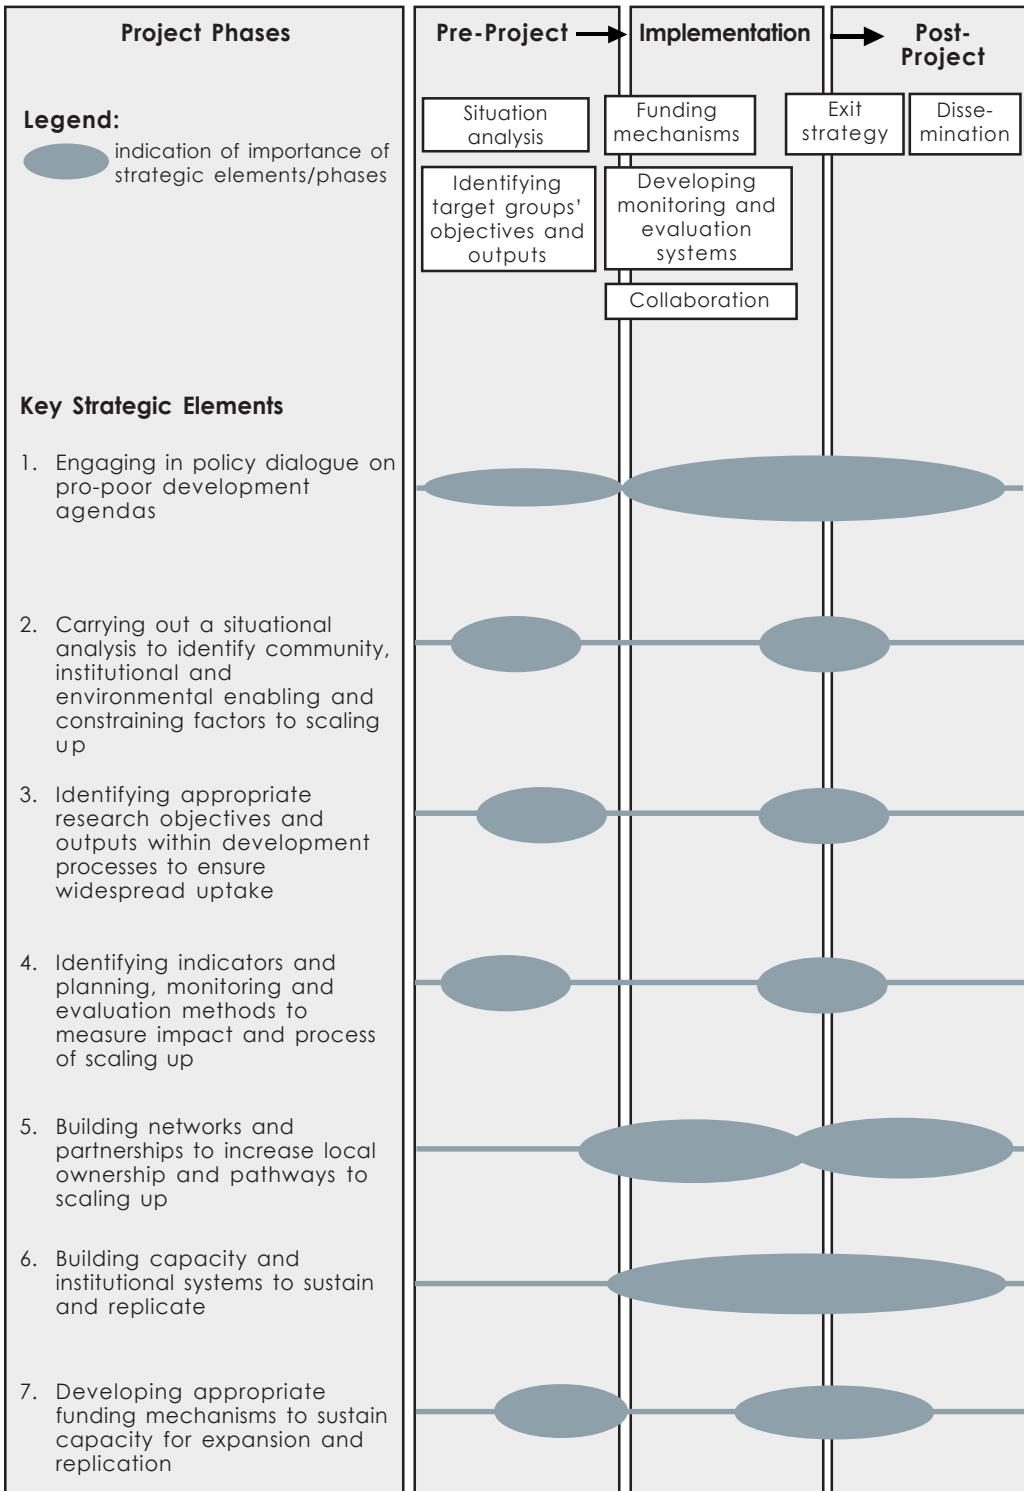 Project Phases
Pre-Project
Implementation
Post-
Project
Legend:
indication of importance of
strategic elements/phases
Situation
analysis
Funding
mechanisms
Exit
strategy
Disse-
mination
Identifying
target groups’
objectives and
outputs
Developing
monitoring and
evaluation
systems
Collaboration
Key Strategic Elements
1. Engaging in policy dialogue on
pro-poor development
agendas
2. Carrying out a situational
analysis to identify community,
institutional and
environmental enabling and
constraining factors to scaling
up
3. Identifying appropriate
research objectives and
outputs within development
processes to ensure
widespread uptake
4. Identifying indicators and
planning, monitoring and
evaluation methods to
measure impact and process
of scaling up
5. Building networks and
partnerships to increase local
ownership and pathways to
scaling up
6. Building capacity and
institutional systems to sustain
and replicate
7. Developing appropriate
funding mechanisms to sustain
capacity for expansion and
replication